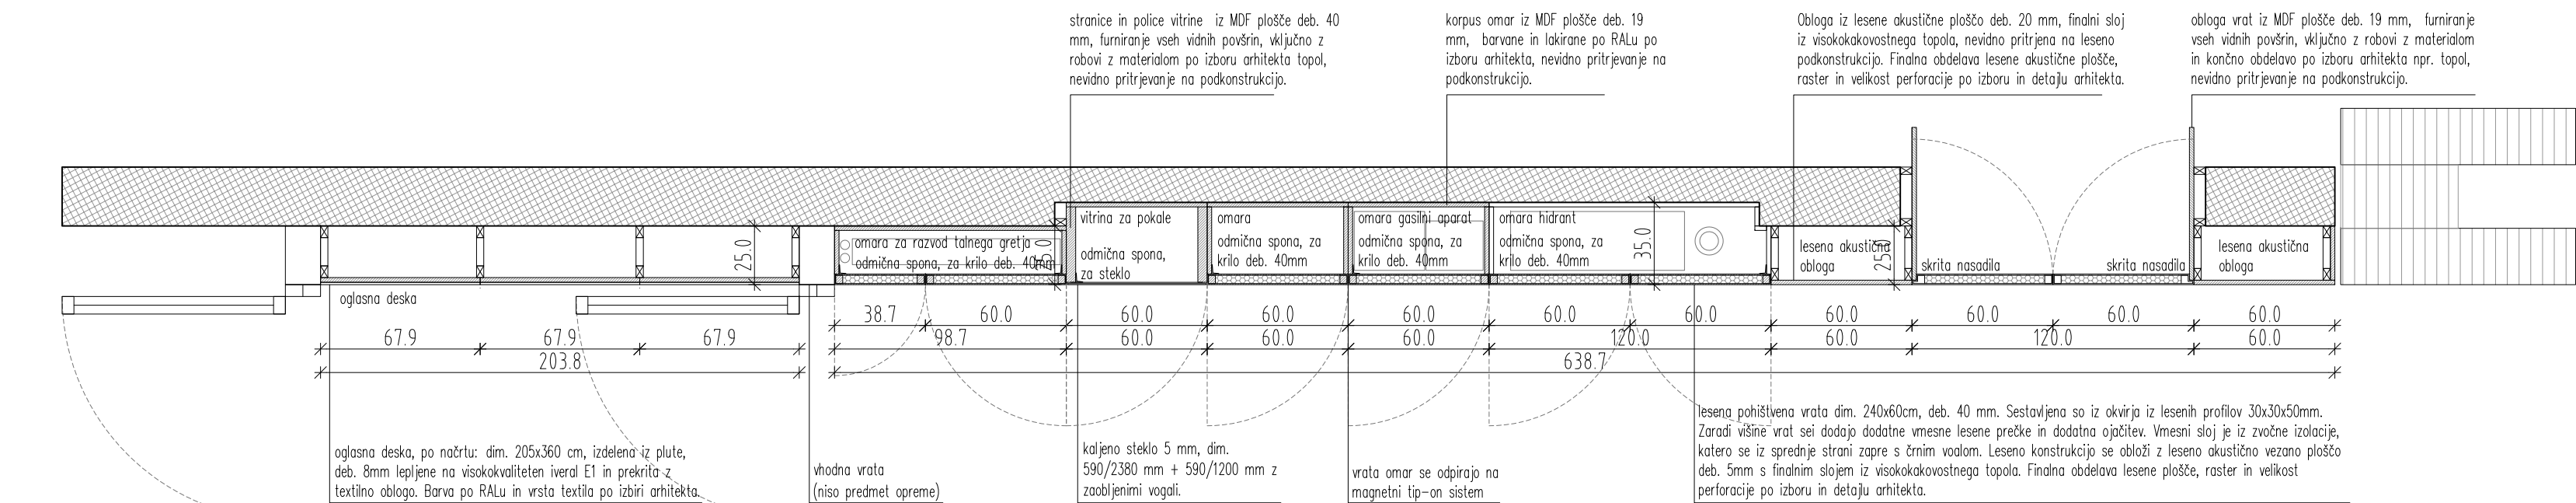 stranice in police vitrine iz MDF plošče deb. 40
mm, furniranje vseh vidnih povšrin, vključno z
robovi z materialom po izboru arhitekta topol,
nevidno pritrjevanje na podkonstrukcijo.
korpus omar iz MDF plošče deb. 19
mm, barvane in lakirane po RALu po
izboru arhitekta, nevidno pritrjevanje na
podkonstrukcijo.
Obloga iz lesene akustične ploščo deb. 20 mm, finalni sloj
iz visokokakovostnega topola, nevidno pritrjena na leseno
podkonstrukcijo. Finalna obdelava lesene akustične plošče,
raster in velikost perforacije po izboru in detajlu arhitekta.
obloga vrat iz MDF plošče deb. 19 mm, furniranje
vseh vidnih povšrin, vključno z robovi z materialom
in končno obdelavo po izboru arhitekta npr. topol,
nevidno pritrjevanje na podkonstrukcijo.
25.0
omara za razvod talnega gretja
odmična spona, za krilo deb. 40mm
25.0
vitrina za pokale
odmična spona,
za steklo
omara
odmična spona, za
krilo deb. 40mm
omara gasilni aparat
odmična spona, za
krilo deb. 40mm
omara hidrant
odmična spona, za
krilo deb. 40mm
35.0
lesena akustična
obloga
25.0
skrita nasadila
skrita nasadila
lesena akustična
obloga
oglasna deska
38.7 60.0 60.0 60.0 60.0 60.0 60.0 60.0 60.0 60.0 60.0
67.9 67.9 67.9 98.7 60.0 60.0 60.0 120.0 60.0 120.0 60.0
203.8 638.7
oglasna deska, po načrtu: dim. 205x360 cm, izdelena iz plute,
deb. 8mm lepljene na visokokvaliteten iveral E1 in prekrita z
textilno oblogo. Barva po RALu in vrsta textila po izbiri arhitekta.
vhodna vrata
(niso predmet opreme)
kaljeno steklo 5 mm, dim.
590/2380 mm + 590/1200 mm z
zaobljenimi vogali.
vrata omar se odpirajo na
magnetni tip-on sistem
lesena pohištvena vrata dim. 240x60cm, deb. 40 mm. Sestavljena so iz okvirja iz lesenih profilov 30x30x50mm.
Zaradi višine vrat sei dodajo dodatne vmesne lesene prečke in dodatna ojačitev. Vmesni sloj je iz zvočne izolacije,
katero se iz sprednje strani zapre s črnim voalom. Leseno konstrukcijo se obloži z leseno akustično vezano ploščo
deb. 5mm s finalnim slojem iz visokakovostnega topola. Finalna obdelava lesene plošče, raster in velikost
perforacije po izboru in detajlu arhitekta.